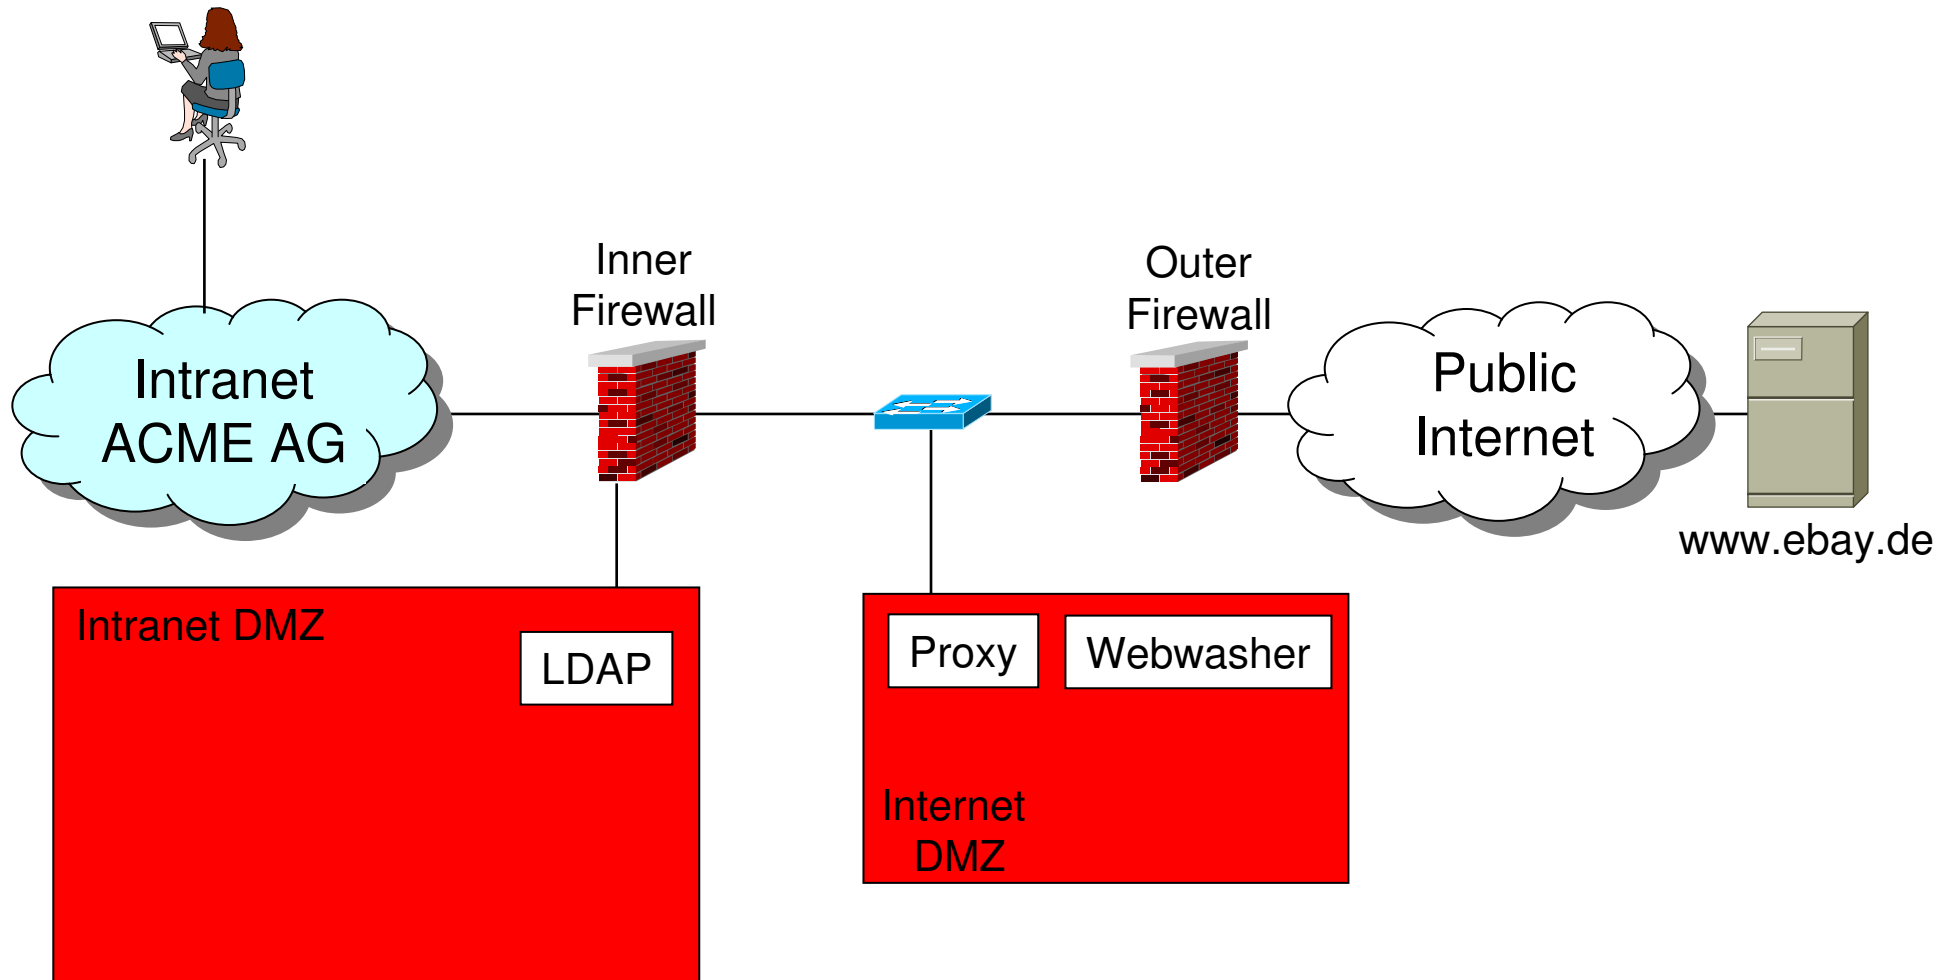 Inner
Firewall
Outer
Firewall
Intranet
ACME AG
Public
Internet
www.ebay.de
Intranet DMZ
LDAP
Proxy
Webwasher
Internet
DMZ